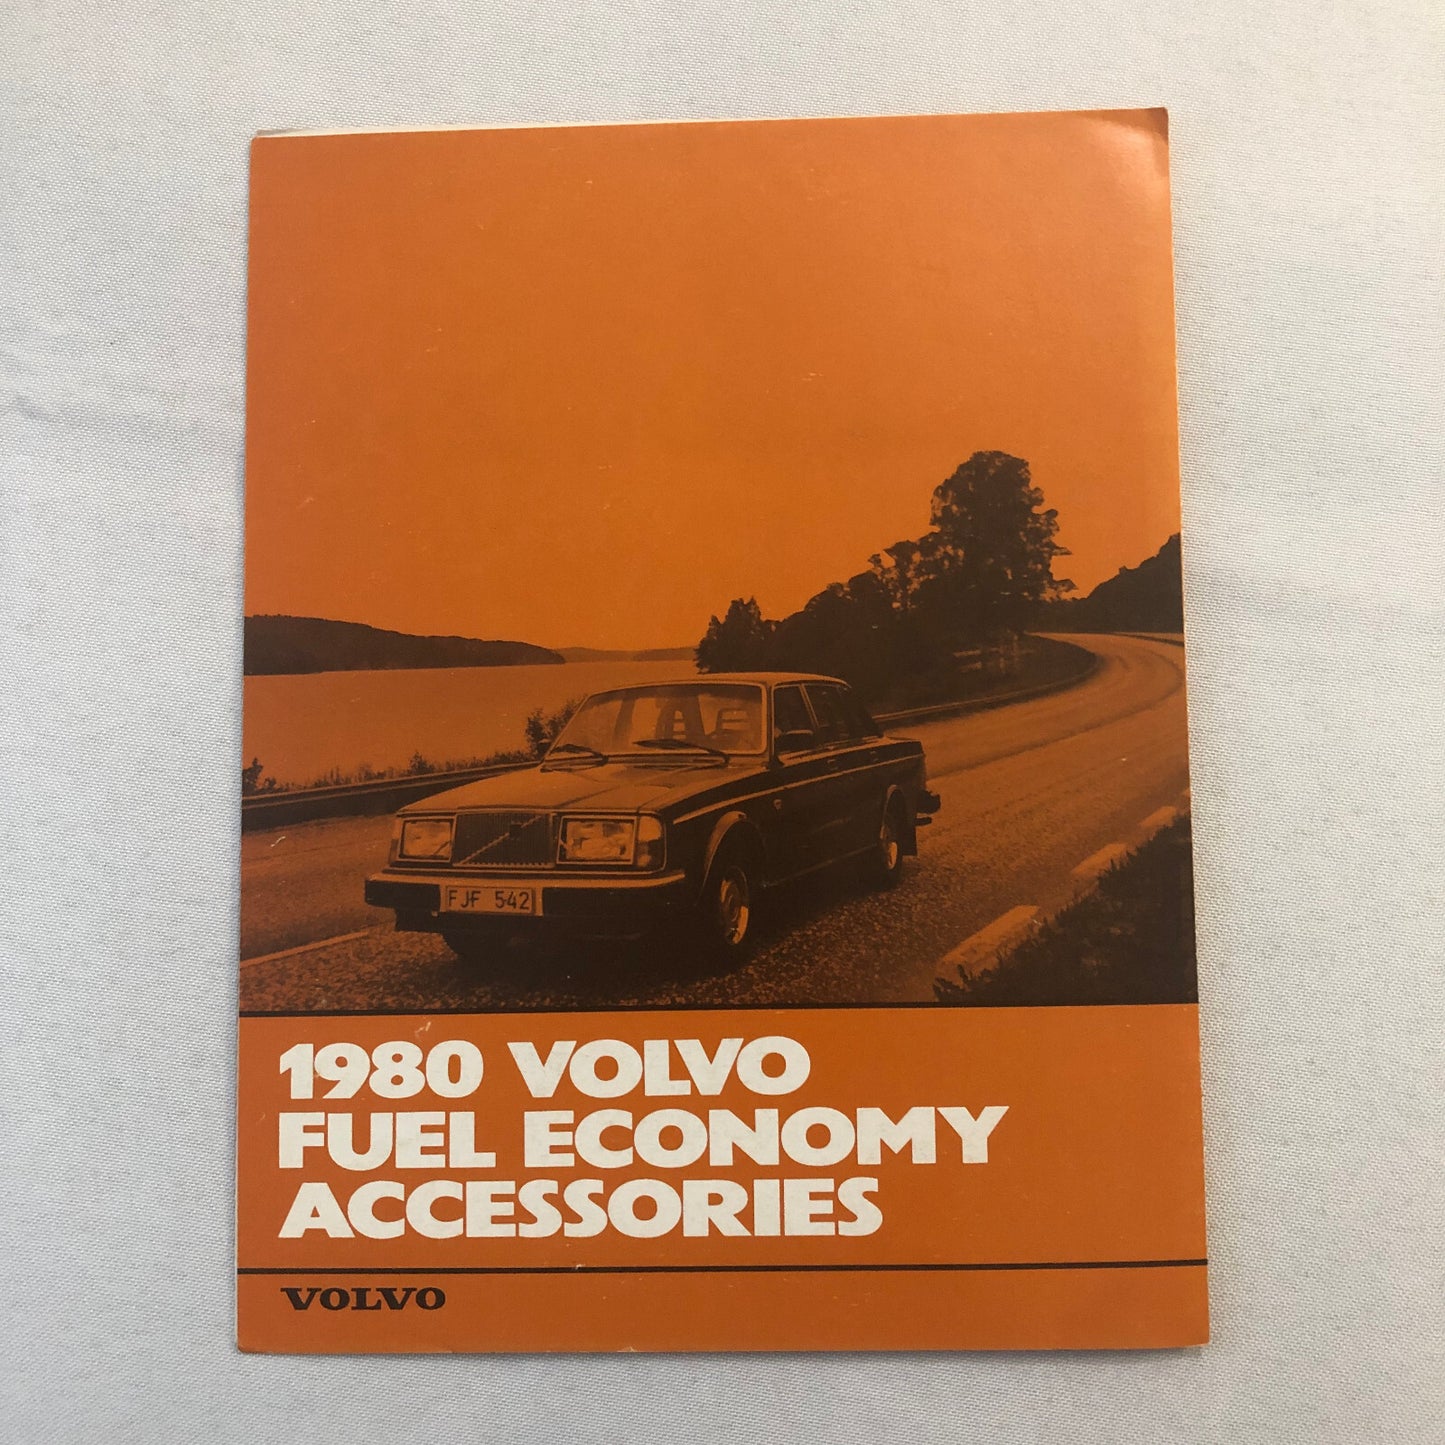 FJF 542
1980 VOLVO
FUEL ECONOMY
ACCESSORIES
VOLVO